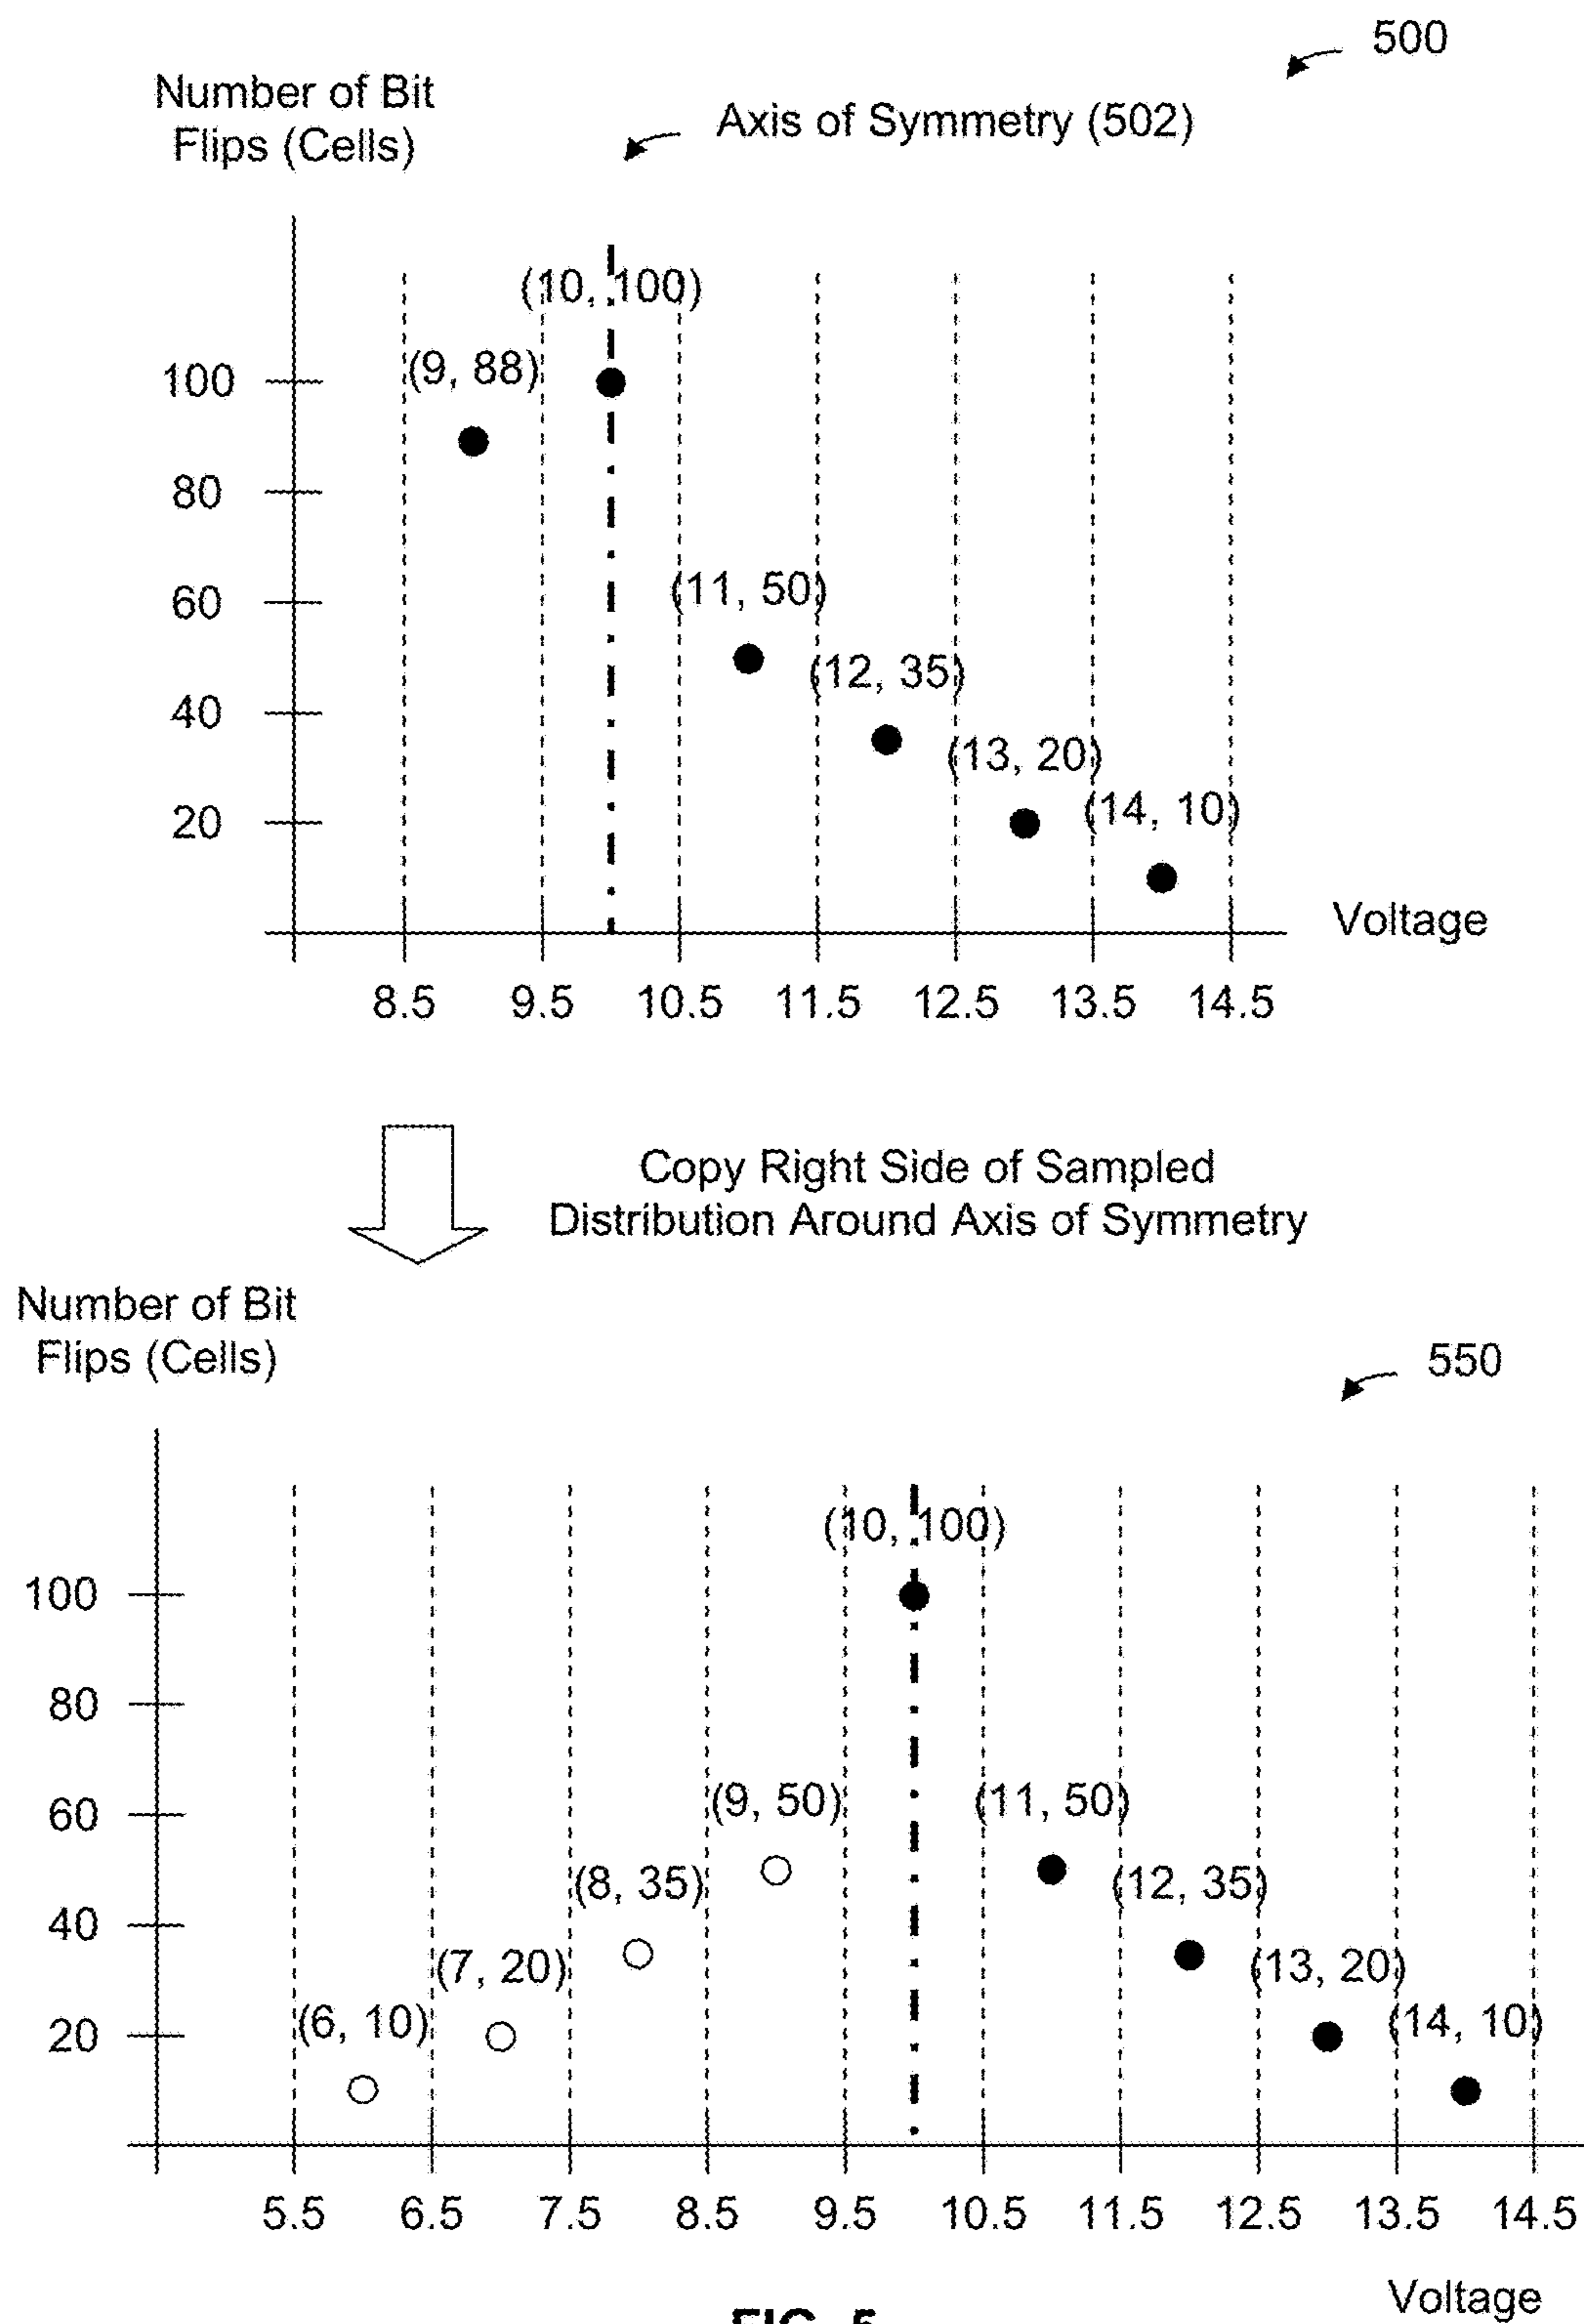 500
Number of Bit
Flips (Cells)
Axis of Symmetry (502)
(10, 100)
(9, 88)
100
80
(11, 50)
60
(12, 35)
40
(13, 20)
(14, 10)
20
Voltage
8.5 9.5 10.5 11.5 12.5 13.5 14.5
Copy Right Side of Sampled
Distribution Around Axis of Symmetry
Number of Bit
Flips (Cells)
550
(10, 100)
100
80
(9, 50) (11, 50)
60
(8, 35) (12, 35)
40
(7, 20) (13, 20)
(6, 10) (14, 10)
20
5.5 6.5 7.5 8.5 9.5 10.5 11.5 12.5 13.5 14.5
Voltage
FIG. 5